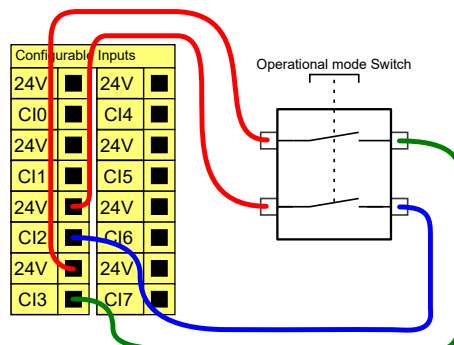 Configurable Inputs
Operational mode Switch
24V 24V
CI0 CI4
24V 24V
CI1 CI5
24V 24V
CI2 CI6
24V 24V
CI3 CI7